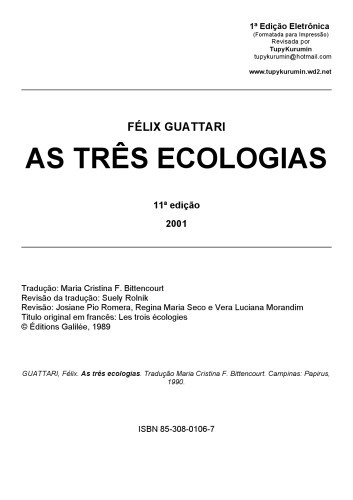 1ª Edição Eletrônica
(Formatada para Impressão)
Revisada por
TupyKurumin
tupykurumin@hotmail.com
www.tupykurumin.wd2.net
FÉLIX GUATTARI
AS TRÊS ECOLOGIAS
11ª edição
2001
Tradução: Maria Cristina F. Bittencourt
Revisão da tradução: Suely Rolnik
Revisão: Josiane Pio Romera, Regina Maria Seco e Vera Luciana Morandim
Titulo original em francês: Les trois écologies
© Éditions Galilée, 1989
GUATTARI, Félix. As três ecologias. Tradução Maria Cristina F. Bittencourt. Campinas: Papirus,
1990.
ISBN 85-308-0106-7